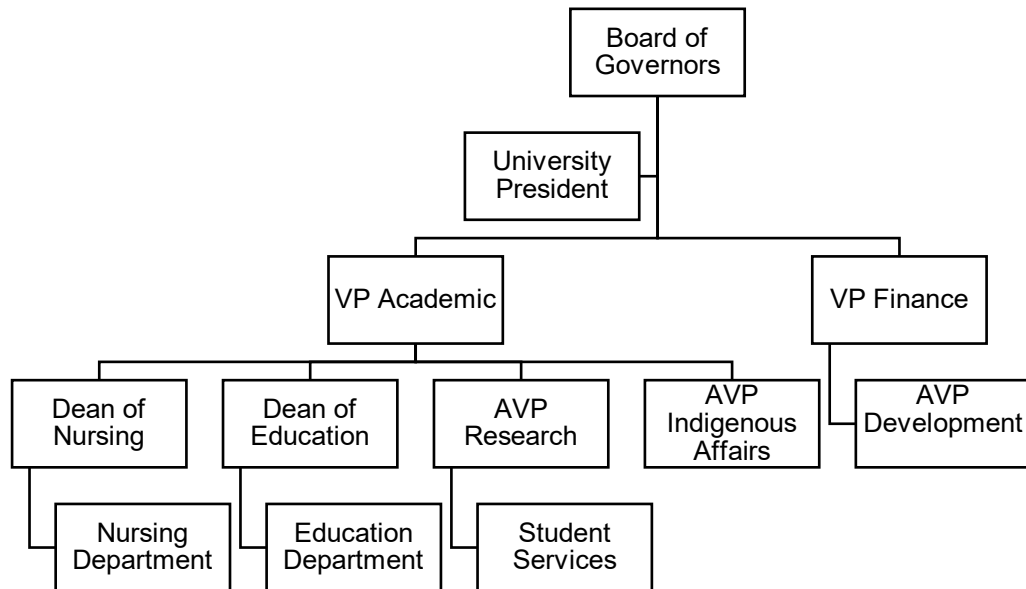 Board of
Governors
University
President
VP Academic
VP Finance
Dean of
Nursing
Dean of
Education
AVP
Research
AVP
Indigenous
Affairs
AVP
Development
Nursing
Department
Education
Department
Student
Services